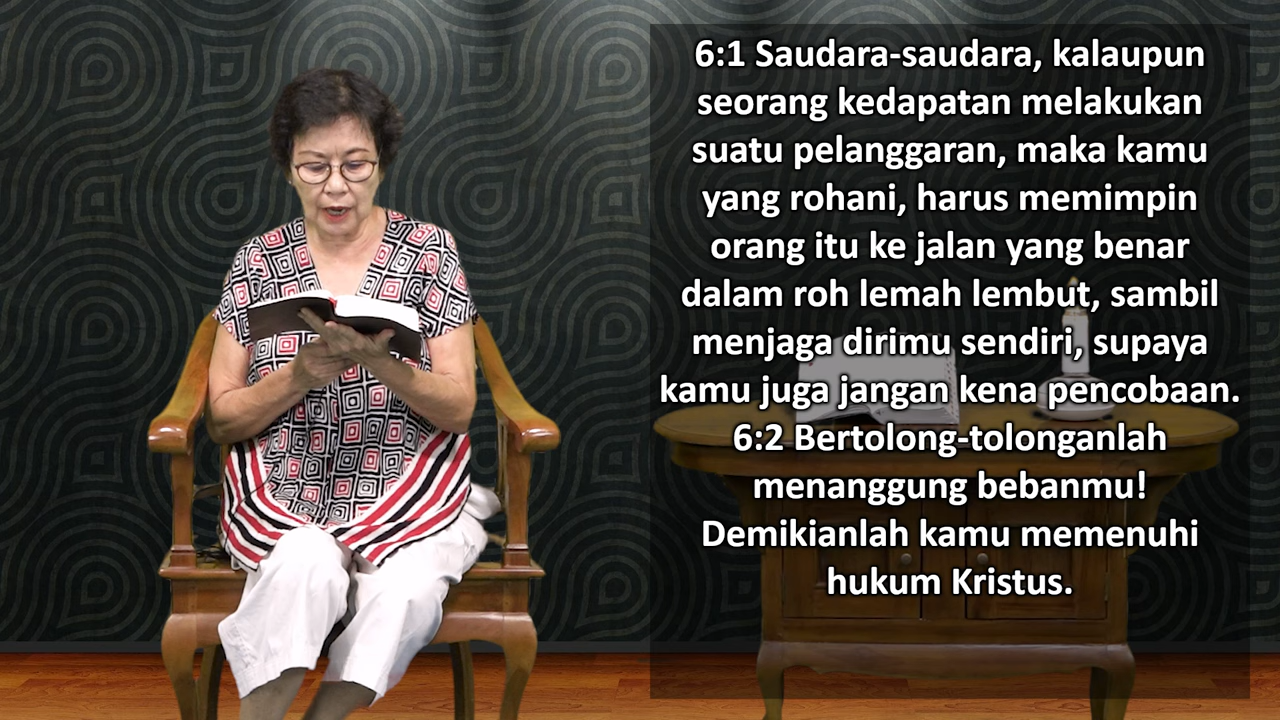 6:1 Saudara-saudara, kalaupun
seorang kedapatan melakukan
suatu pelanggaran, maka kamu
yang rohani, harus memimpin
orang itu ke jalan yang benar
dalam roh lemah lembut, sambil
menjaga dirimu sendiri, supaya
kamu juga jangan kena pencobaan.
6:2 Bertolong-tolonganlah
menanggung bebanmu!
Demikianlah kamu memenuhi
hukum Kristus.